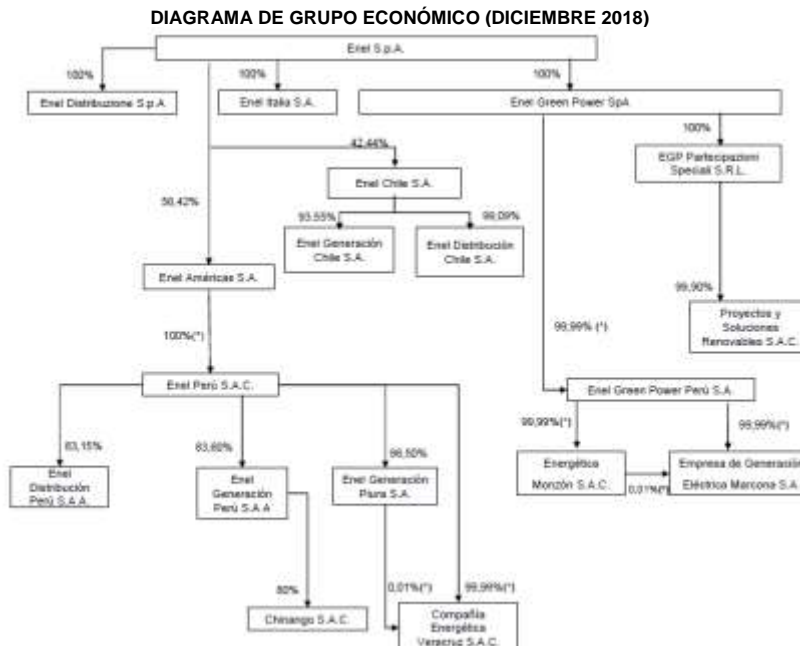 DIAGRAMA DE GRUPO ECONÓMICO (DICIEMBRE 2018)
Enel S.p.A.
100%
100%
100%
Enel Distribuzione S.p.A
Enel Italia S.A.
Enel Green Power SpA
100%
42,44%
EGP Partecipazioni
Speciali S.R.L.
Enel Chile S.A.
93,55%
99,09%
Enel Generación
Chile S.A.
Enel Distribución
Chile S.A.
Enel Américas S.A.
99,90%
100%(*)
99,99% (*)
Proyectos y
Soluciones
Renovables S.A.C.
Enel Perú S.A.C.
Enel Green Power Perú S.A.
99,99%(*)
99,99%(*)
83,15%
83,60%
96,50%
Enel
Distribución
Perú S.A.A.
Enel
Generación
Perú S.A.A
Enel Generación
Piura S.A.
Energética
Monzón S.A.C.
0,01%(*)
Empresa de Generación
Eléctrica Marcona S.A.
80%
0,01%(*)
99,99%(*)
Chinango S.A.C.
Compañía
Energética
Veracruz S.A.C.